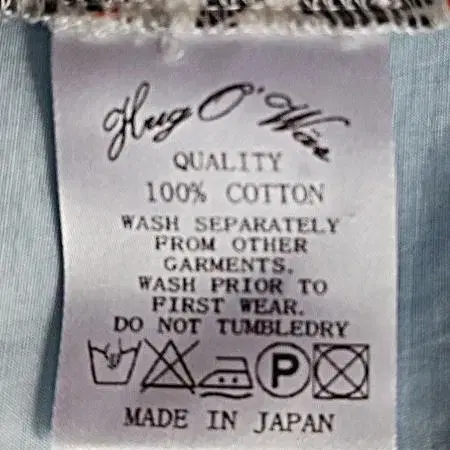 Hug O' War
QUALITY
100% COTTON
WASH SEPARATELY
FROM OTHER
GARMENTS.
WASH PRIOR TO
FIRST WEAR.
DO NOT TUMBLEDRY
P
MADE IN JAPAN